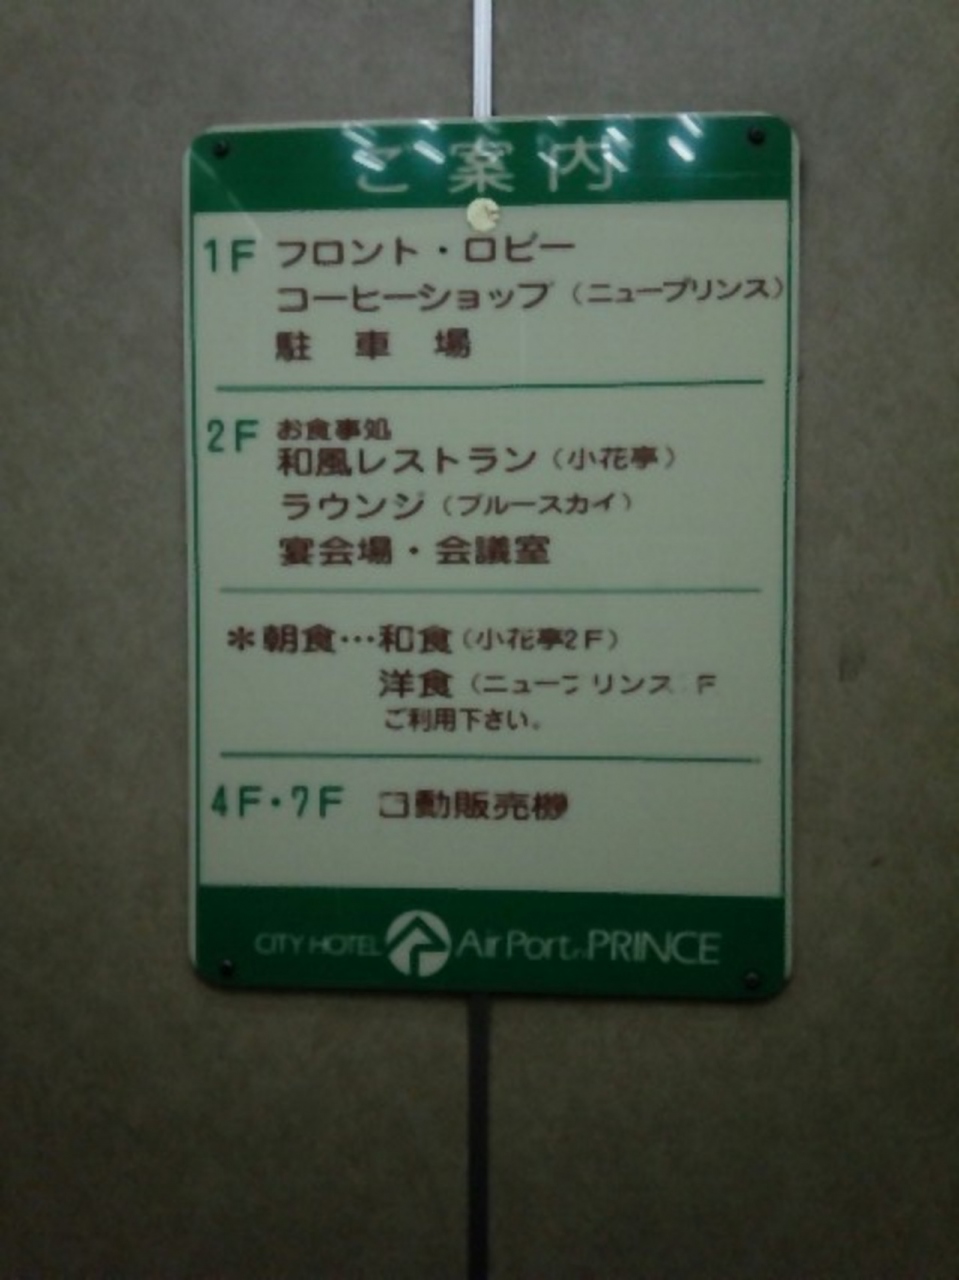 ご案内
1F フロント・ロビー
コーヒーショップ（ニュープリンス）
駐 車 場
2F お食事処
和風レストラン（小花亭）
ラウンジ（ブルースカイ）
宴会場・会議室
＊朝食…和食（小花亭2F）
洋食（ニュープリンス F
ご利用下さい。
4F・7F 自動販売機
CITY HOTEL Air Port in PRINCE